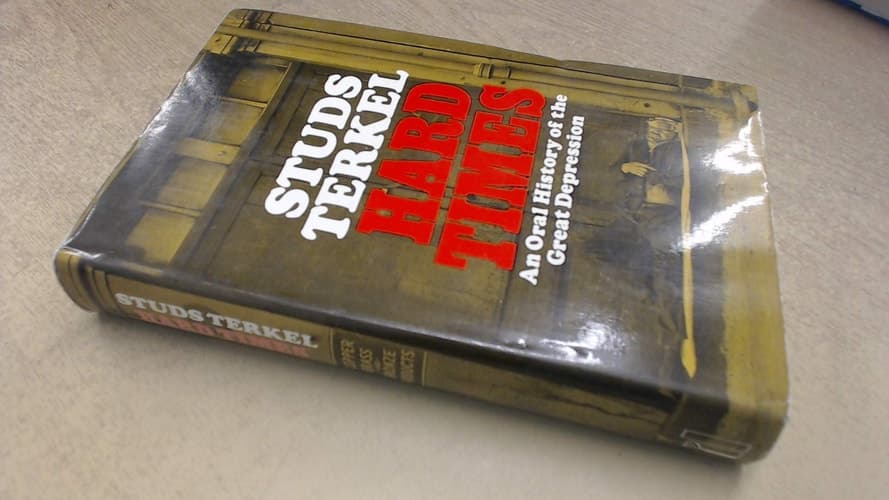 STUDS
TERKEL
HARD
TIMES
An Oral History of the
Great Depression
STUDS TERKEL
HARD TIMES